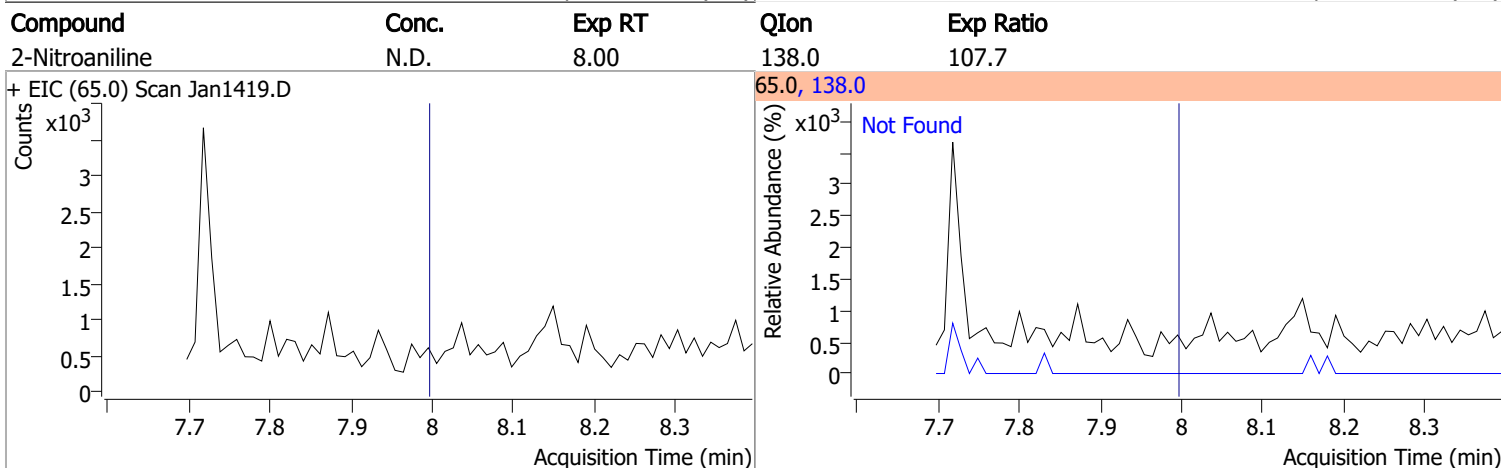 Compound Conc. Exp RT QIon Exp Ratio
2-Nitroaniline N.D. 8.00 138.0 107.7
+ EIC (65.0) Scan Jan1419.D
Counts
x10³
3
2.5
2
1.5
1
0.5
0
7.7 7.8 7.9 8 8.1 8.2 8.3
Acquisition Time (min)
65.0, 138.0
Relative Abundance (%)
x10³
Not Found
3
2.5
2
1.5
1
0.5
0
7.7 7.8 7.9 8 8.1 8.2 8.3
Acquisition Time (min)